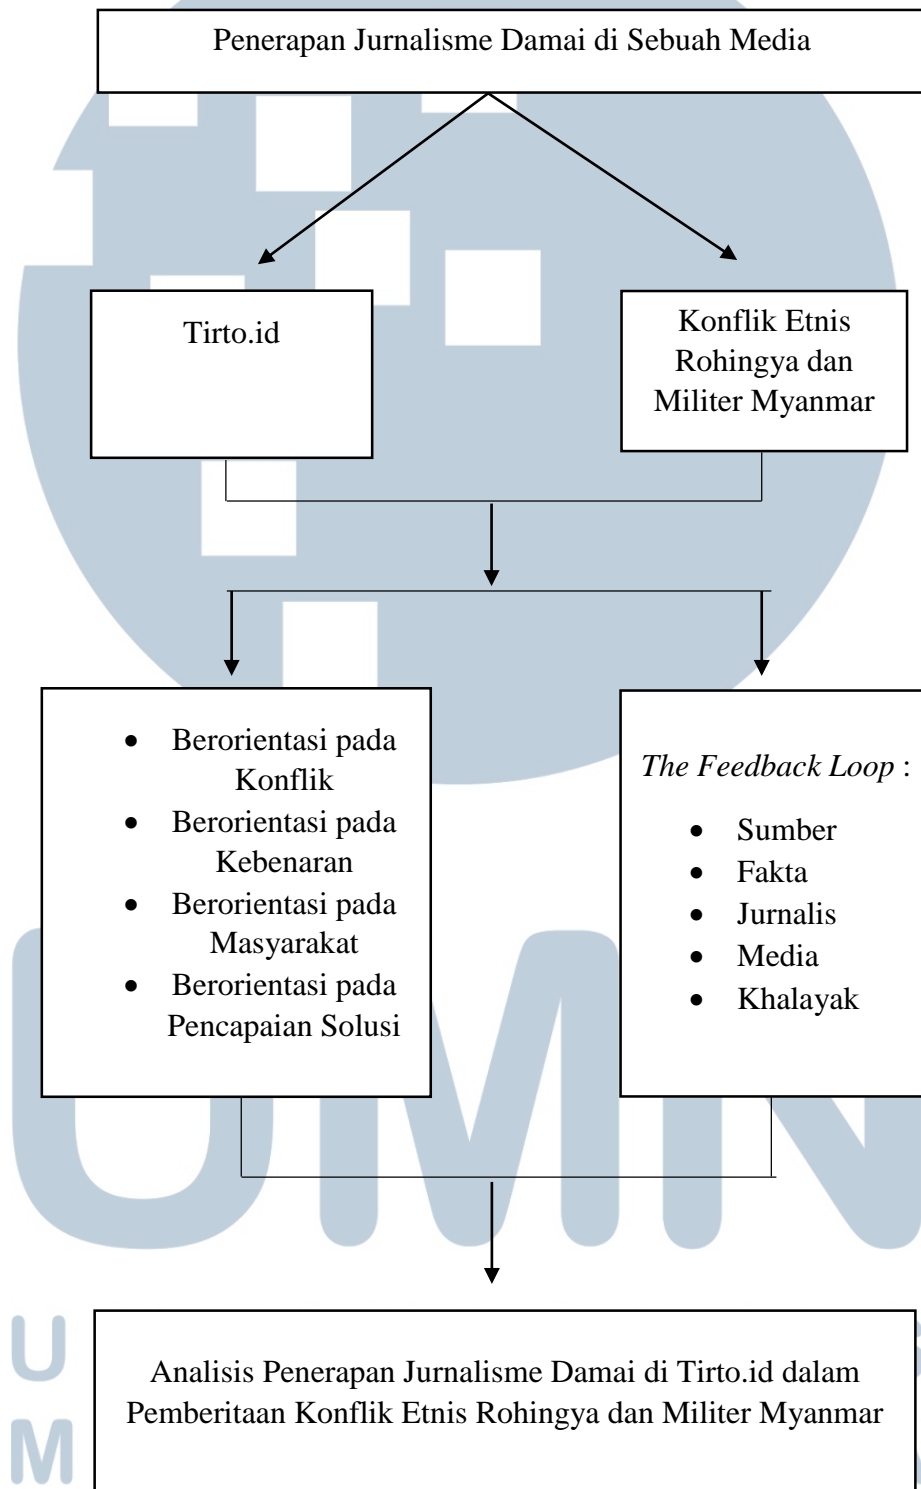 Penerapan Jurnalisme Damai di Sebuah Media
Tirto.id
Konflik Etnis
Rohingya dan
Militer Myanmar
• Berorientasi pada
Konflik
• Berorientasi pada
Kebenaran
• Berorientasi pada
Masyarakat
• Berorientasi pada
Pencapaian Solusi
The Feedback Loop :
• Sumber
• Fakta
• Jurnalis
• Media
• Khalayak
UMN
U
Analisis Penerapan Jurnalisme Damai di Tirto.id dalam
Pemberitaan Konflik Etnis Rohingya dan Militer Myanmar
M